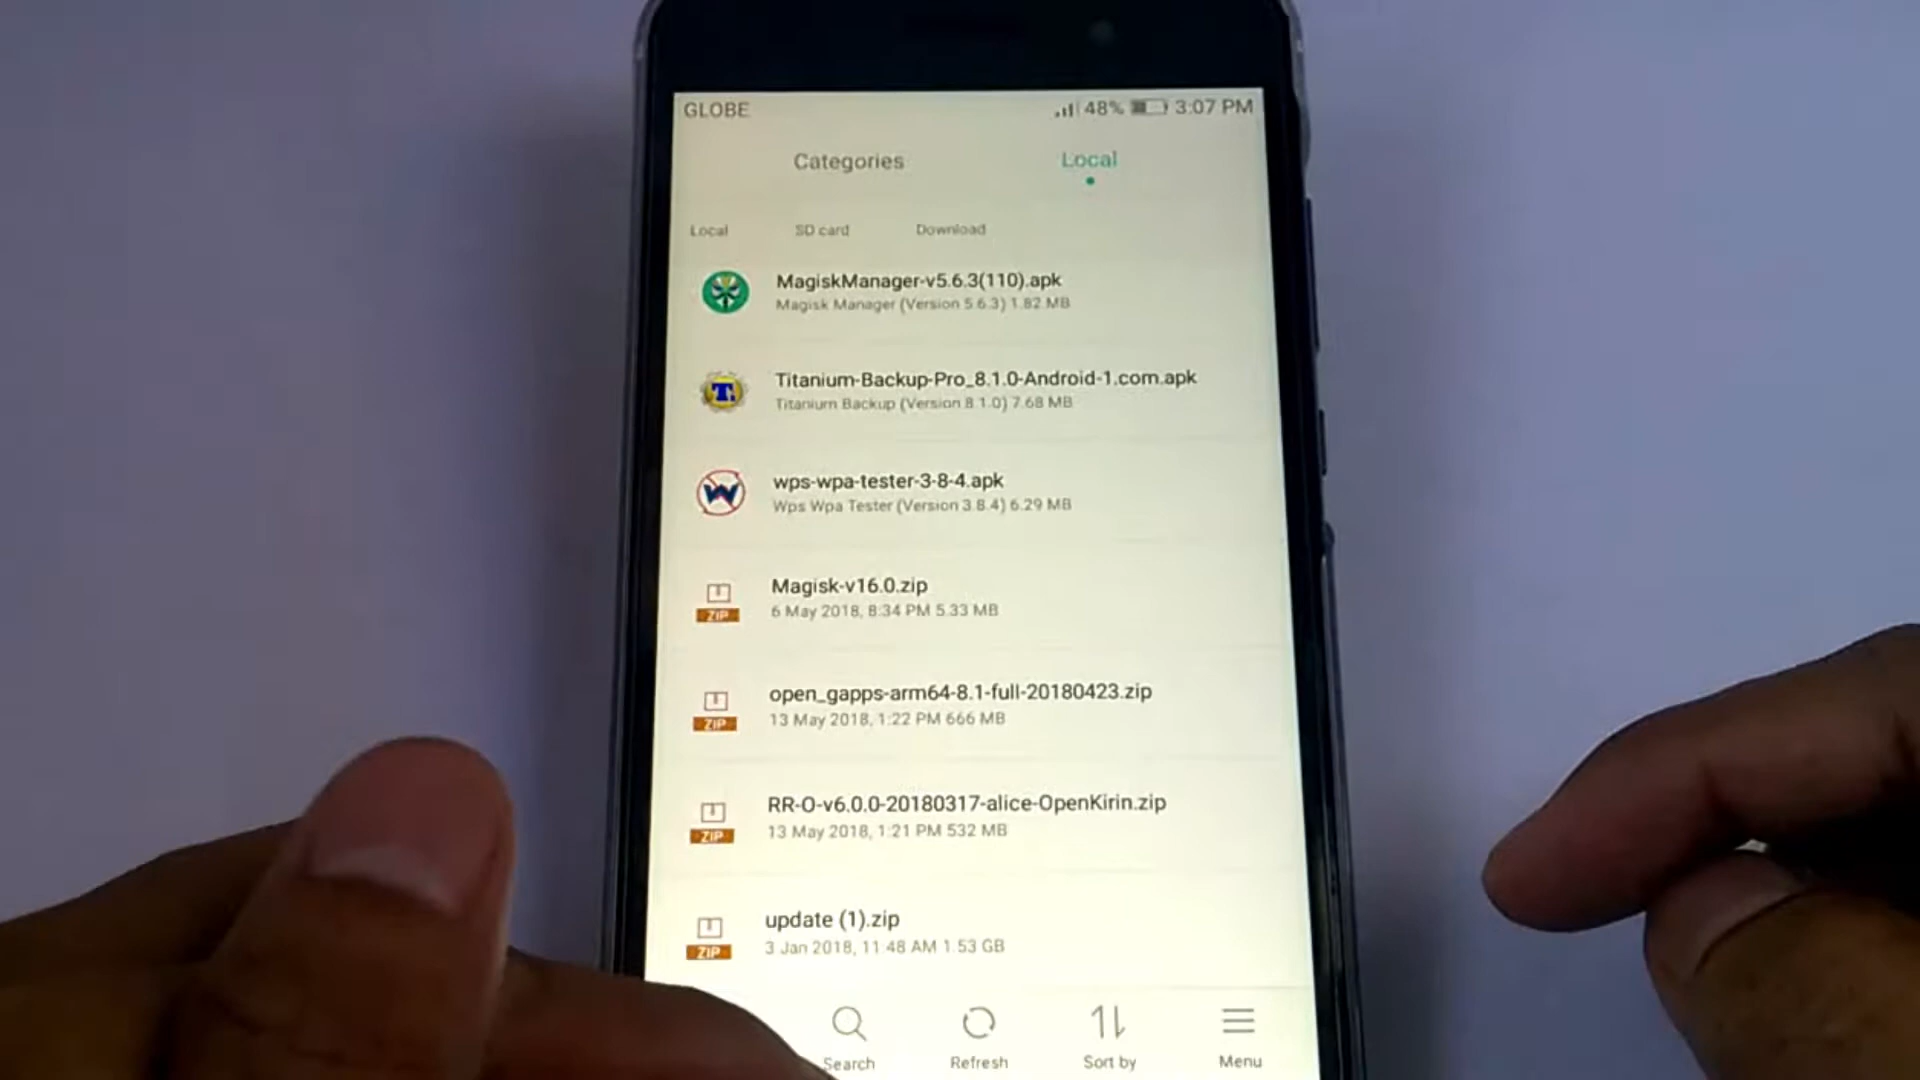 GLOBE 48% 3:07 PM
Categories Local
Local SD card Download
MagiskManager-v5.6.3(110).apk
Magisk Manager (Version 5.6.3) 1.82 MB
Titanium-Backup-Pro_8.1.0-Android-1.com.apk
Titanium Backup (Version 8.1.0) 7.68 MB
wps-wpa-tester-3-8-4.apk
Wps Wpa Tester (Version 3.8.4) 6.29 MB
Magisk-v16.0.zip
ZIP
6 May 2018, 8:34 PM 5.33 MB
open_gapps-arm64-8.1-full-20180423.zip
ZIP
13 May 2018, 1:22 PM 666 MB
RR-O-v6.0.0-20180317-alice-OpenKirin.zip
ZIP
13 May 2018, 1:21 PM 532 MB
update (1).zip
ZIP
3 Jan 2018, 11:48 AM 1.53 GB
Search Refresh Sort by Menu